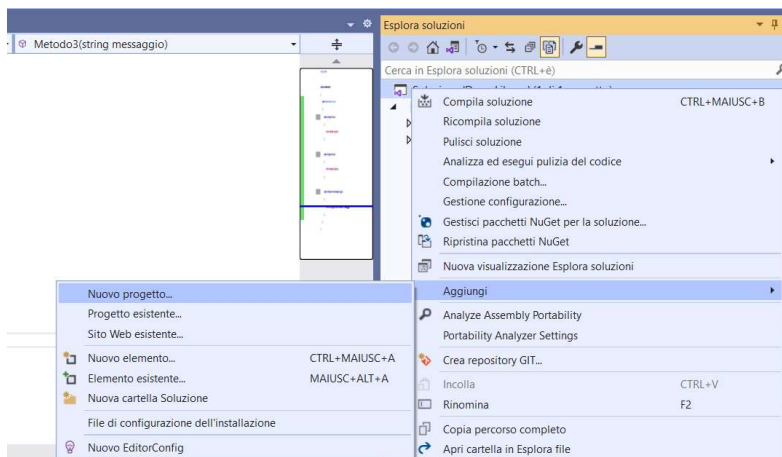 Esplora soluzioni
Metodo3(string messaggio)
Cerca in Esplora soluzioni (CTRL+è)
Compila soluzione CTRL+MAIUSC+B
Ricompila soluzione
Pulisci soluzione
Analizza ed esegui pulizia del codice
Compilazione batch...
Gestione configurazione...
Gestisci pacchetti NuGet per la soluzione...
Ripristina pacchetti NuGet
Nuova visualizzazione Esplora soluzioni
Aggiungi
Analyze Assembly Portability
Portability Analyzer Settings
Crea repository GIT...
Incolla CTRL+V
Rinomina F2
Copia percorso completo
Apri cartella in Esplora file
Nuovo progetto...
Progetto esistente...
Sito Web esistente...
Nuovo elemento... CTRL+MAIUSC+A
Elemento esistente... MAIUSC+ALT+A
Nuova cartella Soluzione
File di configurazione dell'installazione
Nuovo EditorConfig